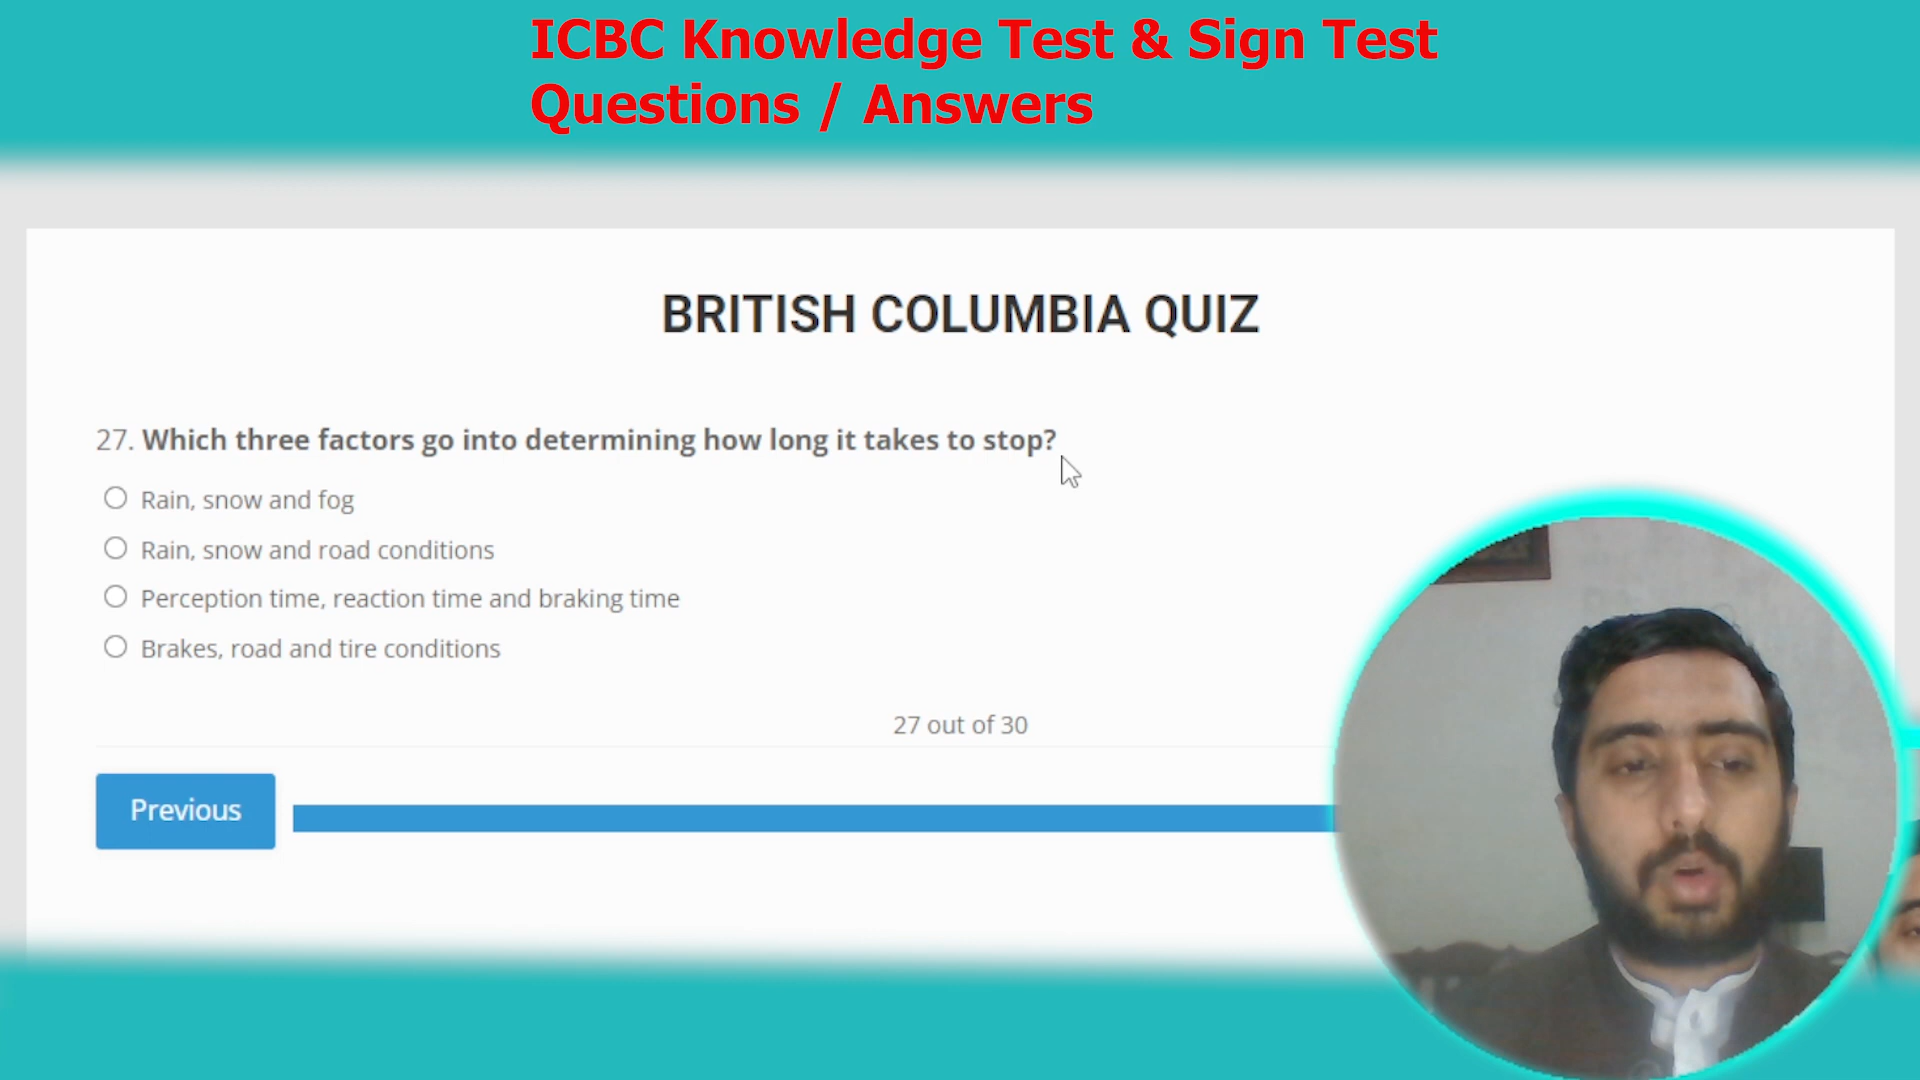 ICBC Knowledge Test & Sign Test
Questions / Answers
BRITISH COLUMBIA QUIZ
27. Which three factors go into determining how long it takes to stop?
Rain, snow and fog
Rain, snow and road conditions
Perception time, reaction time and braking time
Brakes, road and tire conditions
27 out of 30
Previous